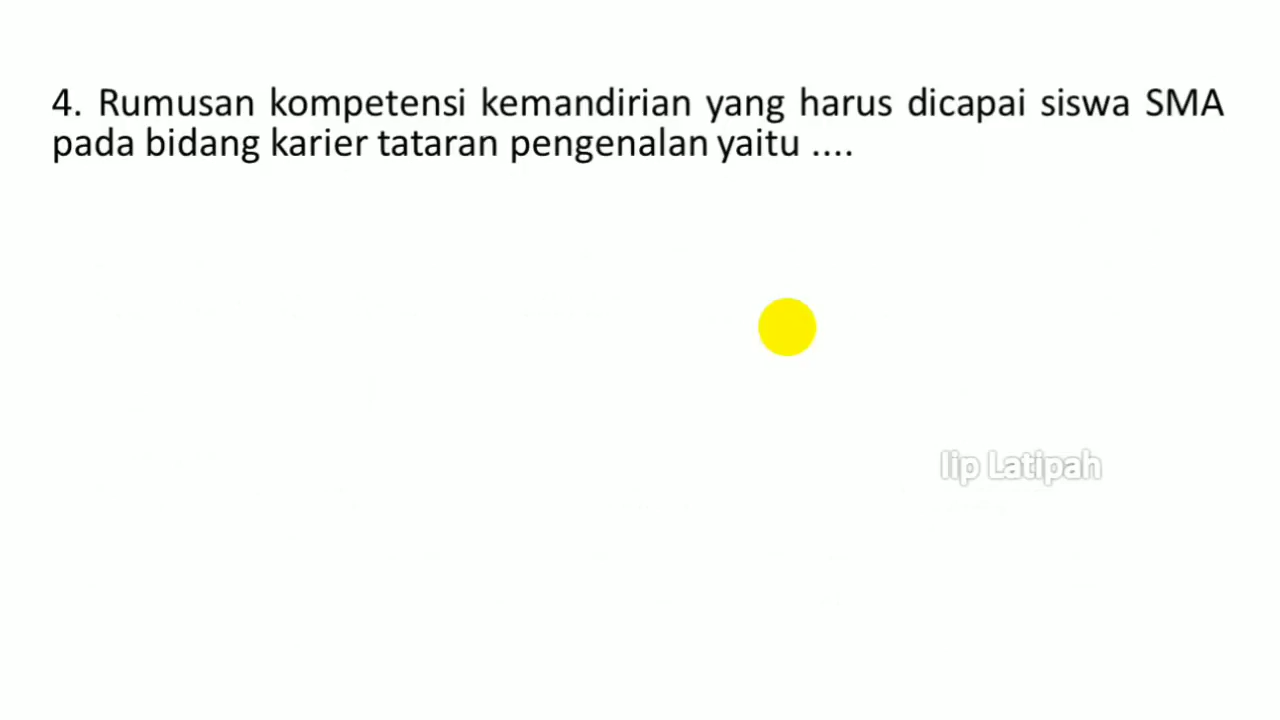 4. Rumusan kompetensi kemandirian yang harus dicapai siswa SMA
pada bidang karier tataran pengenalan yaitu ....
Iip Latipah